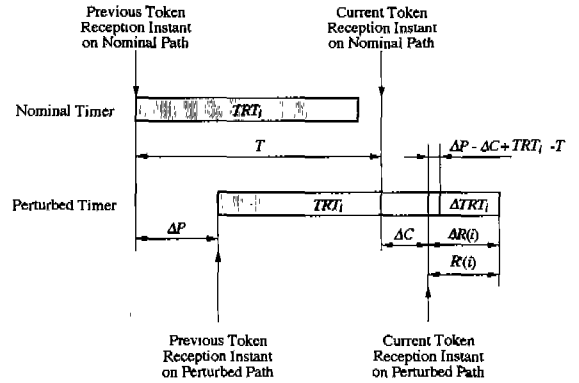 Previous Token
Reception Instant
on Nominal Path
Current Token
Reception Instant
on Nominal Path
Nominal Timer
TRTi
T
ΔP - ΔC + TRTi -T
Perturbed Timer
TRTi
ΔTRTi
ΔP
ΔC
ΔR(i)
R(i)
Previous Token
Reception Instant
on Perturbed Path
Current Token
Reception Instant
on Perturbed Path